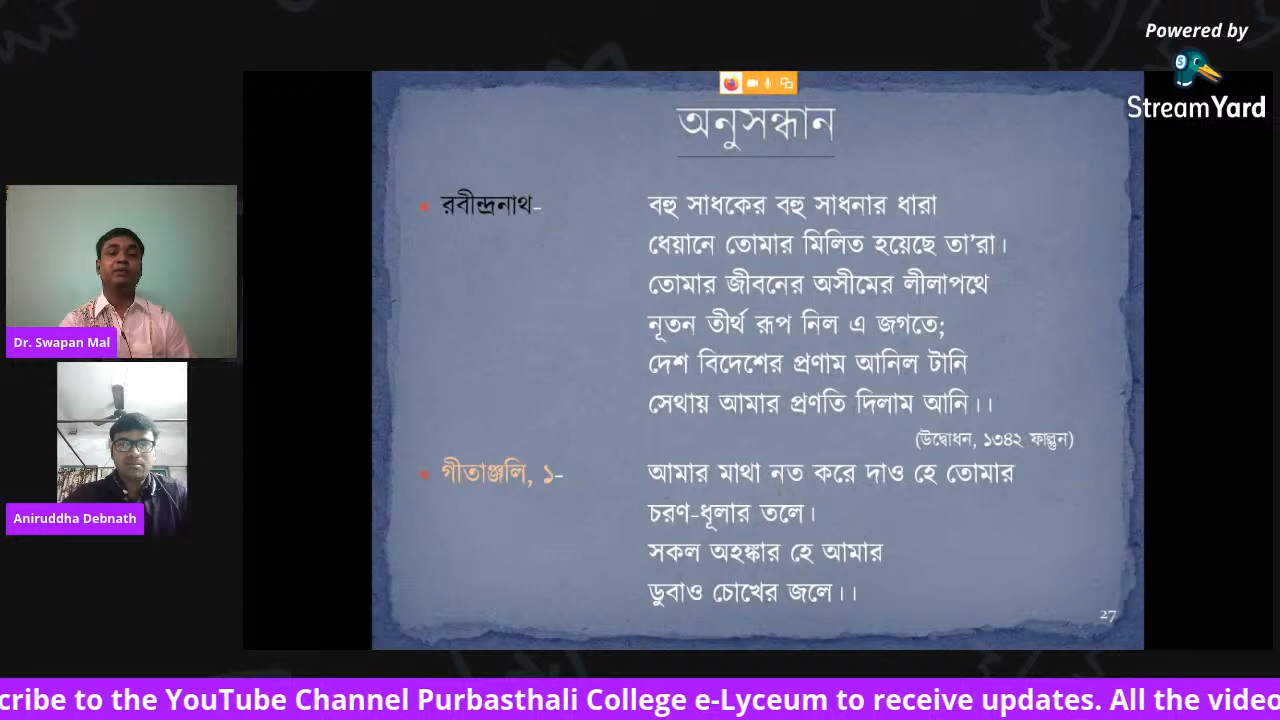 Powered by
StreamYard
অনুসন্ধান
রবীন্দ্রনাথ- বহু সাধকের বহু সাধনার ধারা
ধেয়ানে তোমার মিলিত হয়েছে তা’রা।
তোমার জীবনের অসীমের লীলাপথে
নূতন তীর্থ রূপ নিল এ জগতে;
দেশ বিদেশের প্রণাম আনিল টানি
সেথায় আমার প্রণতি দিলাম আনি।।
(উদ্বোধন, ১৩৪২ ফাল্গুন)
গীতাঞ্জলি, ১- আমার মাথা নত করে দাও হে তোমার
চরণ-ধূলার তলে।
সকল অহঙ্কার হে আমার
ডুবাও চোখের জলে।।
27
Dr. Swapan Mal
Aniruddha Debnath
cribe to the YouTube Channel Purbasthali College e-Lyceum to receive updates. All the video